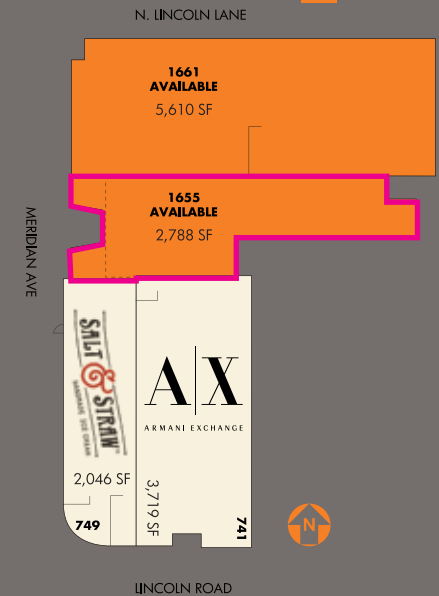 N. LINCOLN LANE
1661
AVAILABLE
5,610 SF
1655
AVAILABLE
2,788 SF
MERIDIAN AVE
SALT & STRAW
HANDMADE ICE CREAM
A|X
ARMANI EXCHANGE
2,046 SF
3,719 SF
749
741
N
LINCOLN ROAD